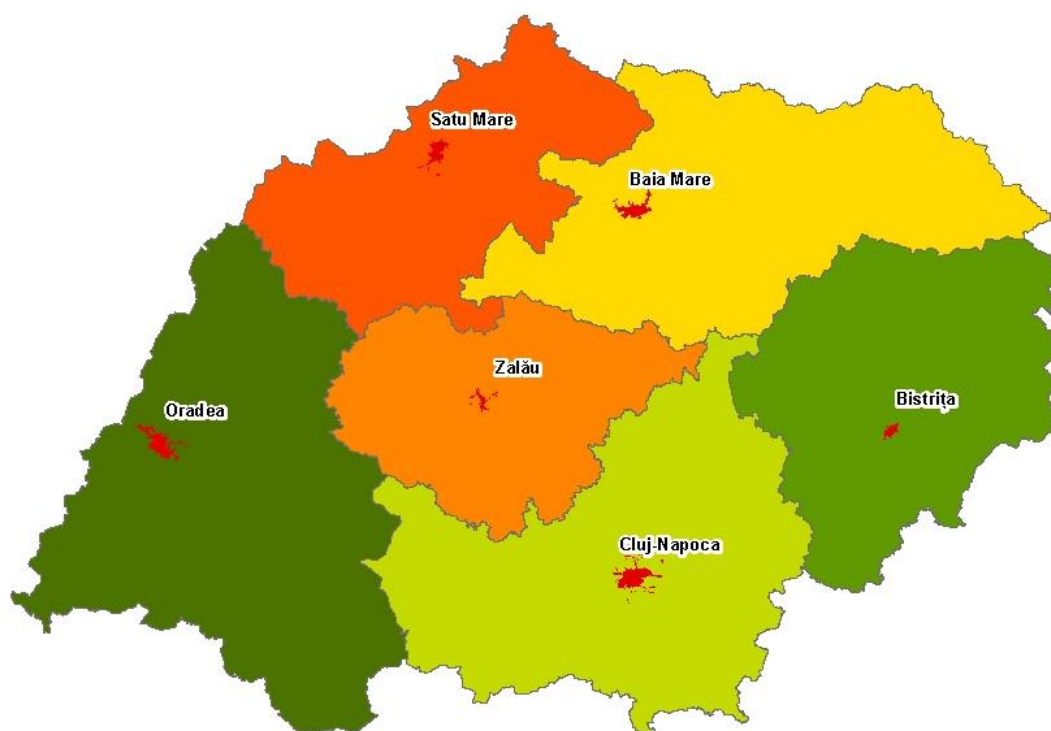 Satu Mare
Baia Mare
Zalău
Oradea
Bistrița
Cluj-Napoca